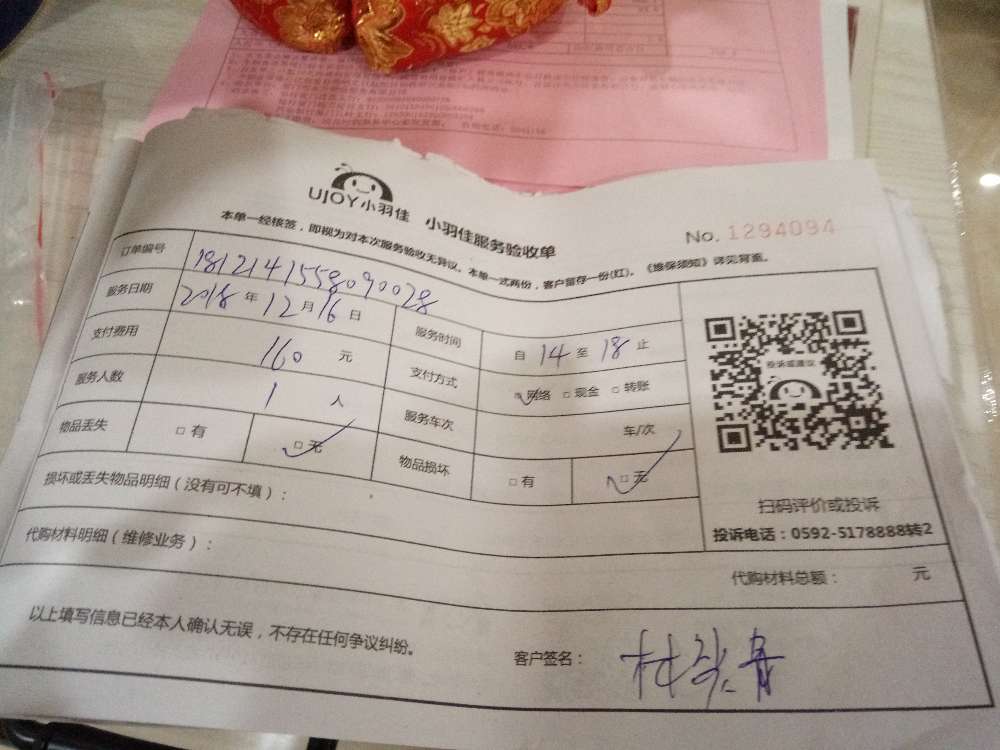 UJOY小羽佳 小羽佳服务验收单
No. 1294094
本单一经核签，即视为对本次服务验收无异议。本单一式两份，客户留存一份(红)。《维保须知》详见背面。
订单编号 1812141558090028
服务日期 2018 年 12 月 16 日 服务时间 自 14 至 18 止
支付费用 160 元 支付方式 □ 网络 □ 现金 □ 转账
服务人数 1 人 服务车次 车/次
物品丢失 □ 有 □ 无 物品损坏 □ 有 □ 无
投诉或建议
扫码评价或投诉
投诉电话：0592-5178888转2
损坏或丢失物品明细（没有可不填）：
代购材料明细（维修业务）：
代购材料总额： 元
以上填写信息已经本人确认无误，不存在任何争议纠纷。
客户签名：